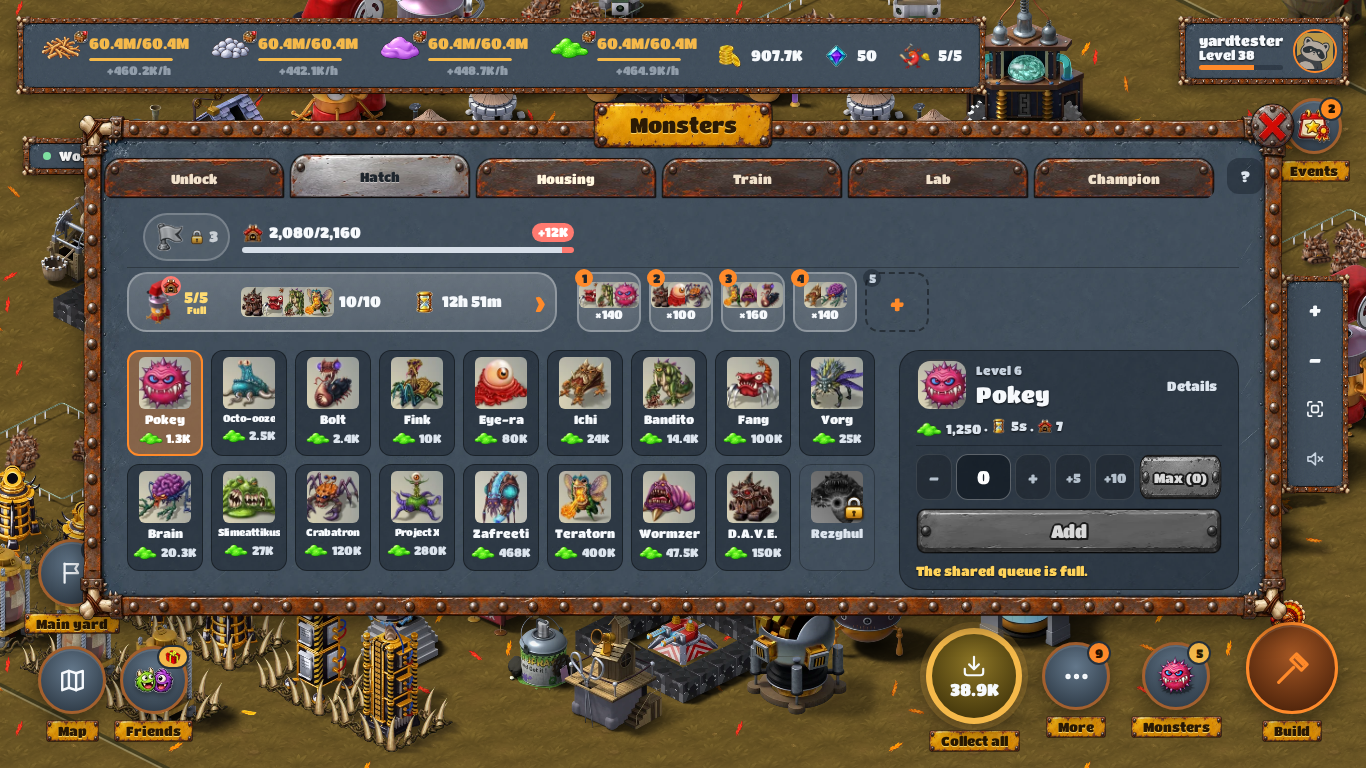 60.4M/60.4M 60.4M/60.4M 60.4M/60.4M 60.4M/60.4M 907.7K 50 5/5
+460.2K/h +442.1K/h +448.7K/h +464.9K/h
yardtester
Level 38
Monsters
2
Events
Wo
Unlock Hatch Housing Train Lab Champion ?
3 2,080/2,160 +12K
5/5
Full
10/10 12h 51m
1 2 3 4 5
×140 ×100 ×160 ×140 +
Pokey Octo-ooze Bolt Fink Eye-ra Ichi Bandito Fang Vorg
1.3K 2.5K 2.4K 10K 80K 24K 14.4K 100K 25K
Brain Slimeattikus Crabatron Project X Zafreeti Teratorn Wormzer D.A.V.E. Rezghul
20.3K 27K 120K 280K 468K 400K 47.5K 150K
Level 6
Pokey
Details
1,250 · 5s · 7
- 0 + +5 +10 Max (0)
Add
The shared queue is full.
+
-
Main yard
Map
Friends
38.9K
Collect all
9
More
5
Monsters
Build